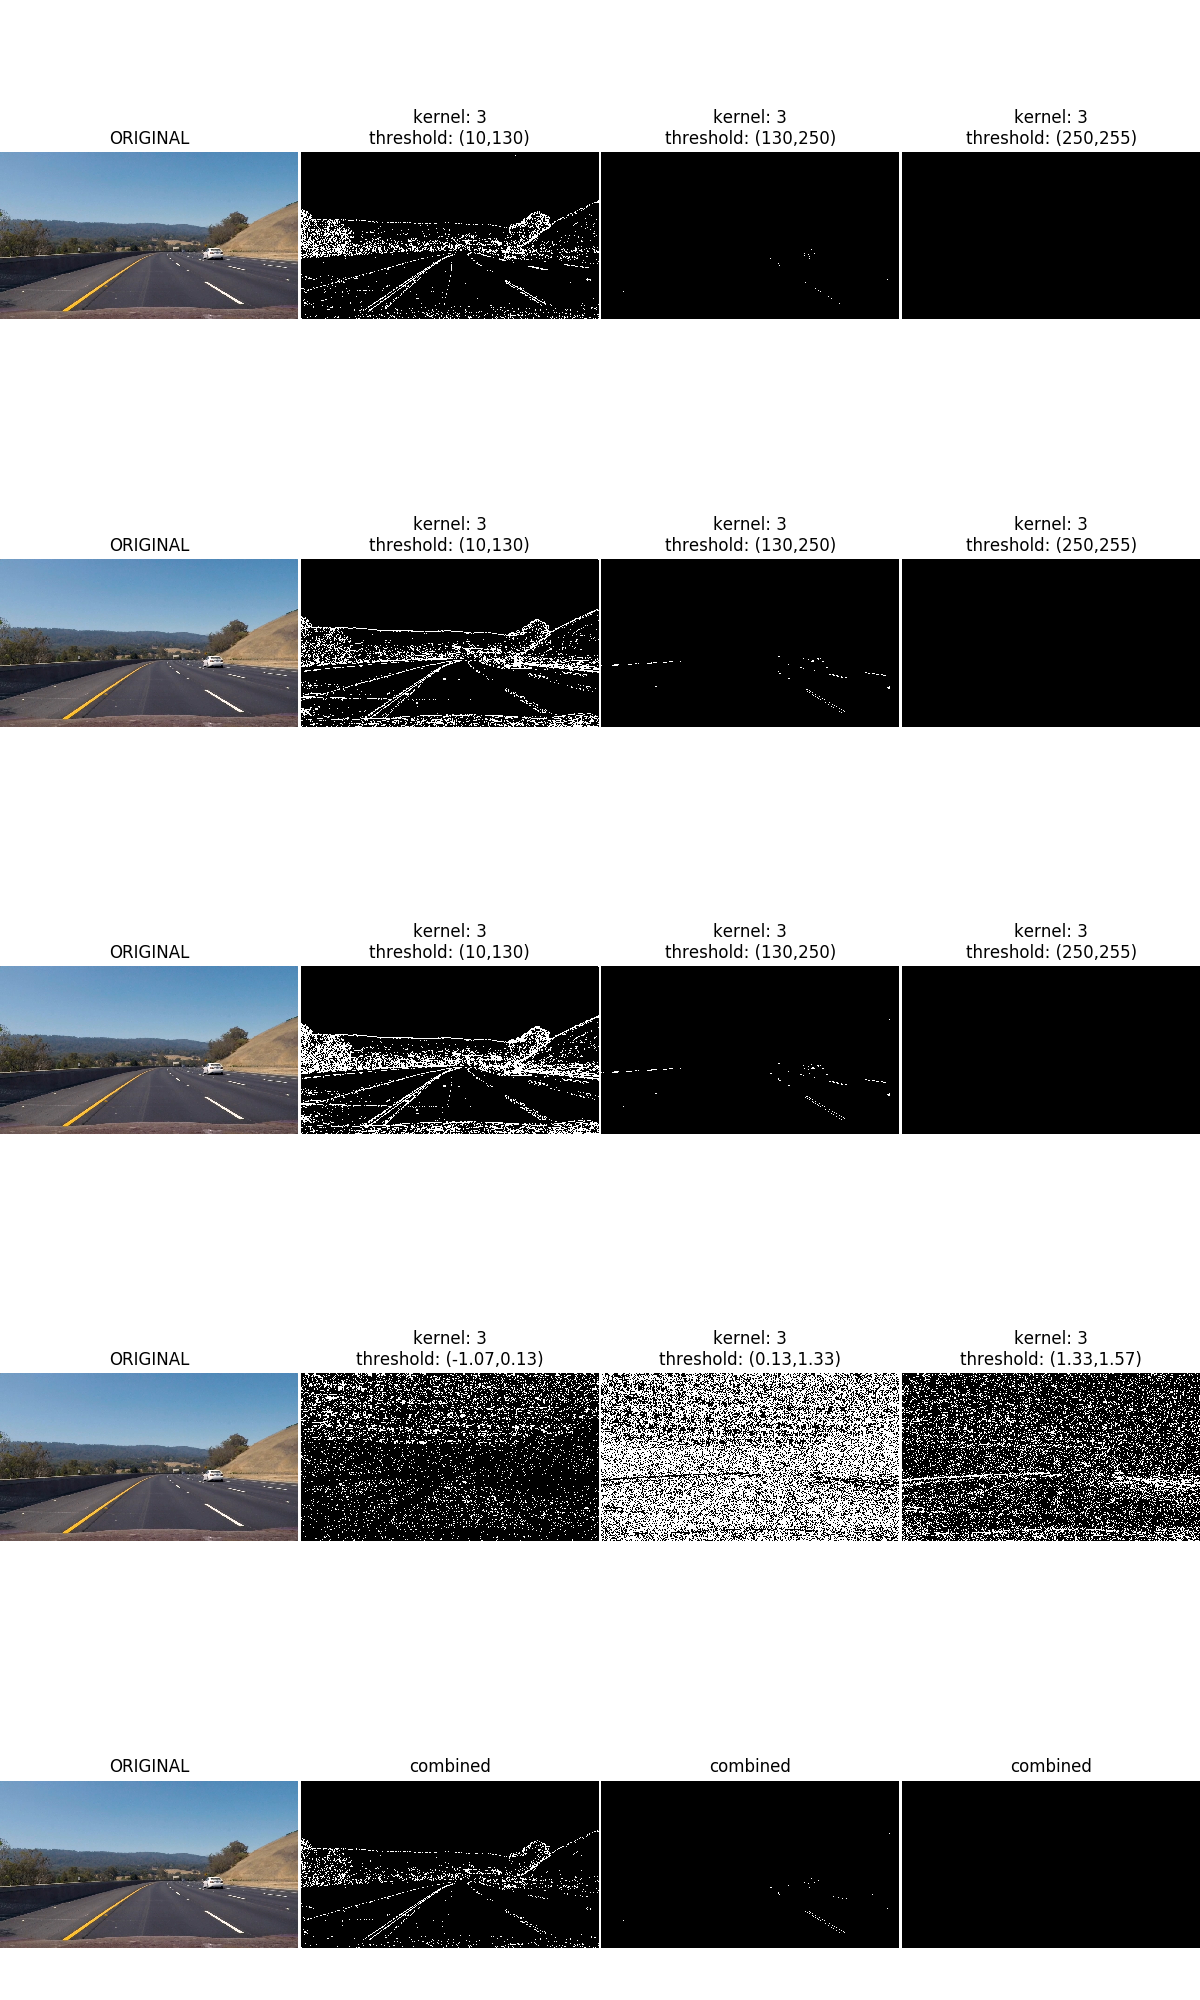 ORIGINAL
kernel: 3
threshold: (10,130)
kernel: 3
threshold: (130,250)
kernel: 3
threshold: (250,255)
ORIGINAL
kernel: 3
threshold: (10,130)
kernel: 3
threshold: (130,250)
kernel: 3
threshold: (250,255)
ORIGINAL
kernel: 3
threshold: (10,130)
kernel: 3
threshold: (130,250)
kernel: 3
threshold: (250,255)
ORIGINAL
kernel: 3
threshold: (-1.07,0.13)
kernel: 3
threshold: (0.13,1.33)
kernel: 3
threshold: (1.33,1.57)
ORIGINAL
combined
combined
combined